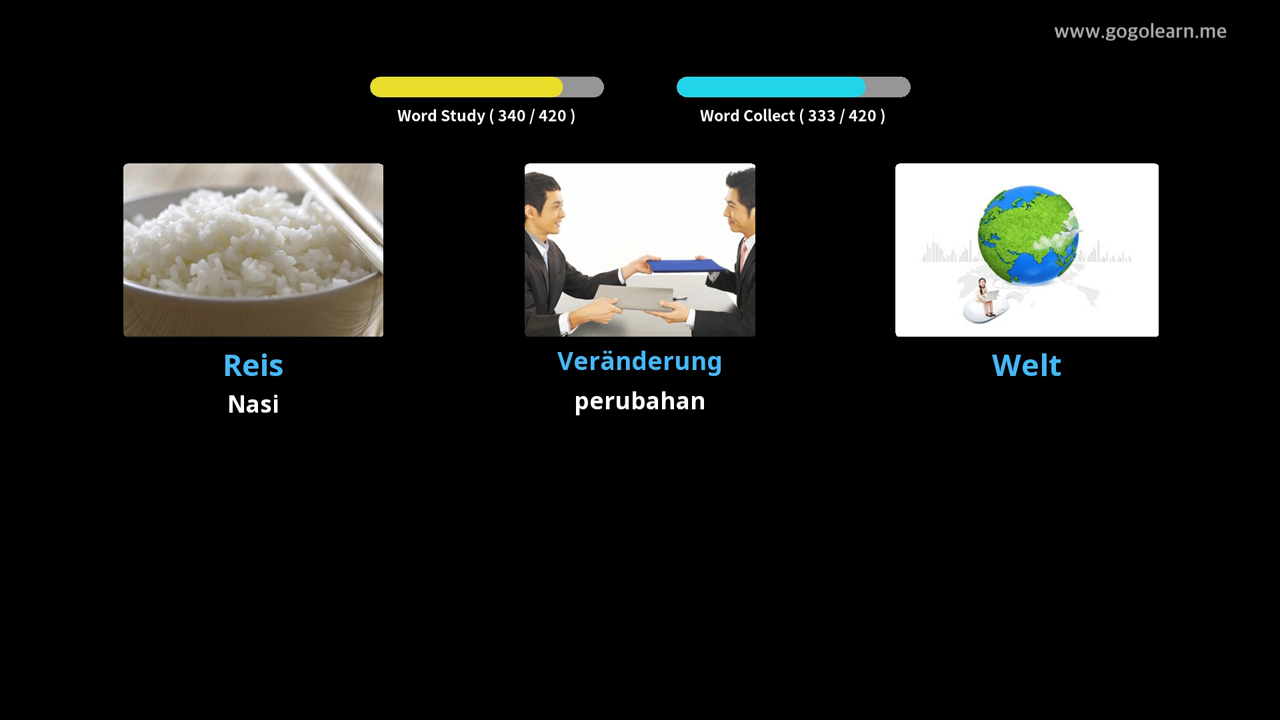 www.gogolearn.me
Word Study ( 340 / 420 )
Word Collect ( 333 / 420 )
Reis
Nasi
Veränderung
perubahan
Welt